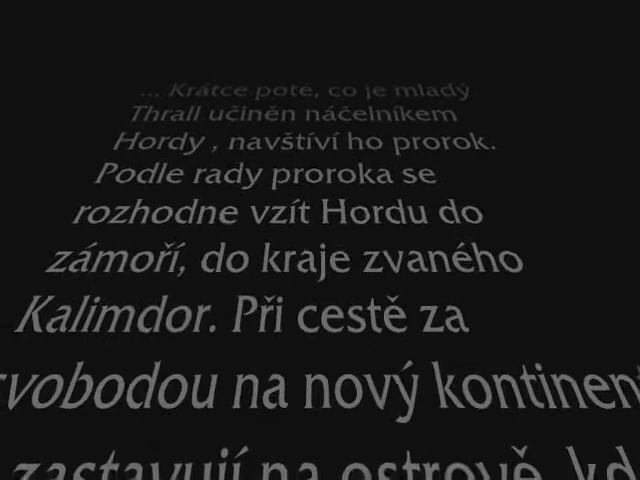 ... Krátce poté, co je mladý
Thrall učiněn náčelníkem
Hordy , navštíví ho prorok.
Podle rady proroka se
rozhodne vzít Hordu do
zámoří, do kraje zvaného
Kalimdor. Při cestě za
svobodou na nový kontinent
zastavují na ostrově, kd